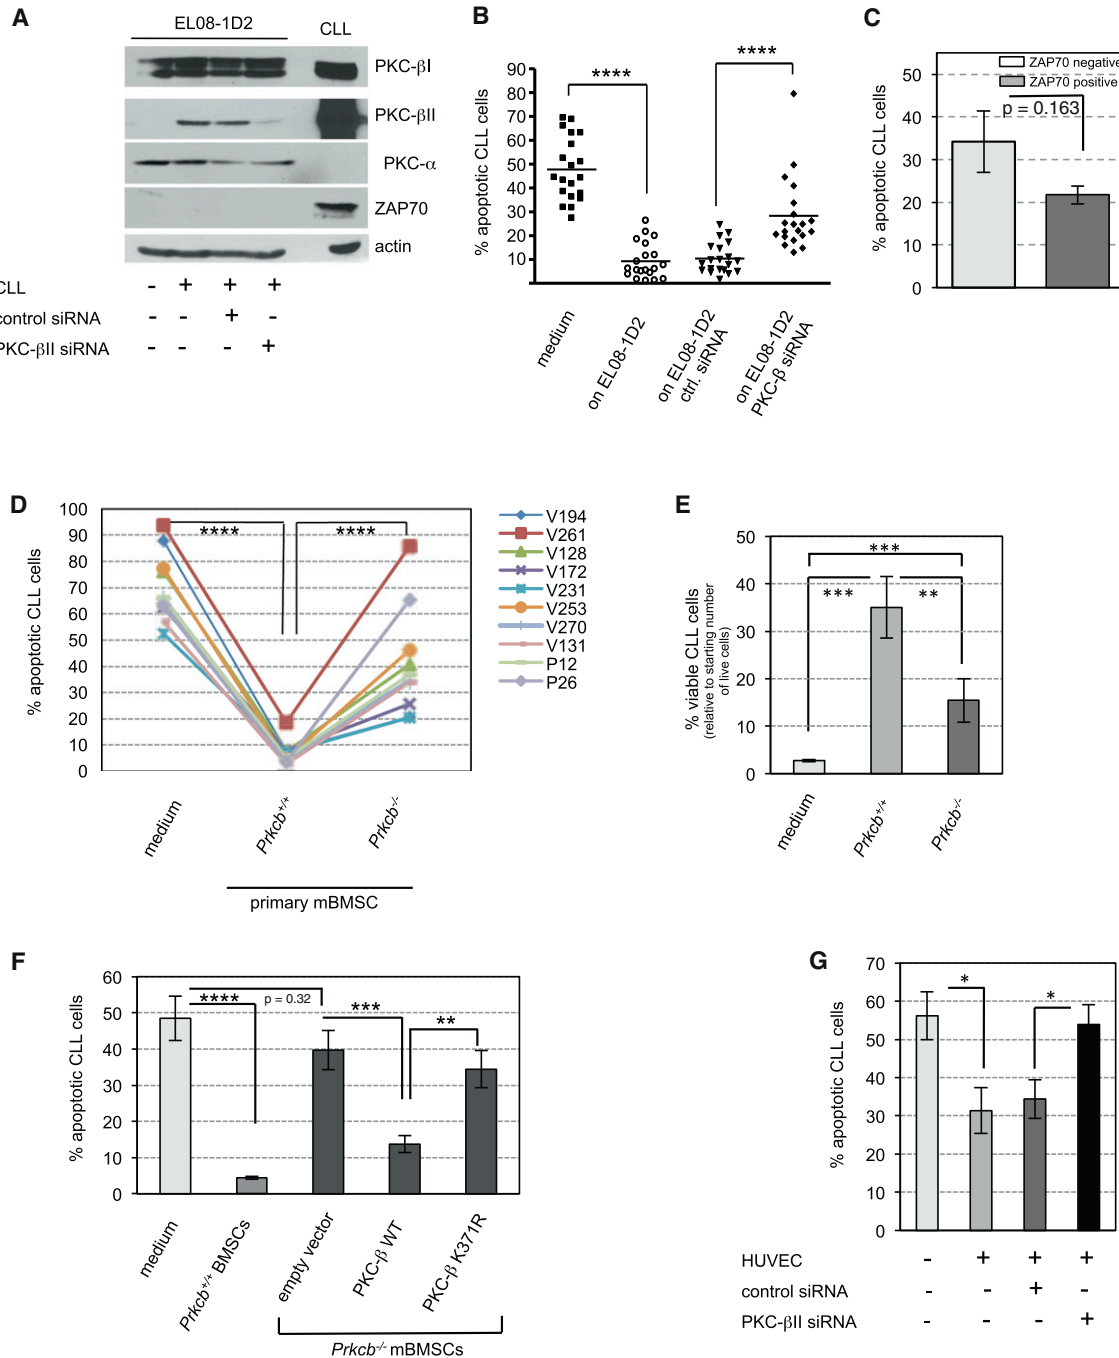 A
EL08-1D2
CLL
PKC-βI
PKC-βII
PKC-α
ZAP70
actin
CLL - + + +
control siRNA - - + -
PKC-βII siRNA - - - +
B
% apoptotic CLL cells
90
80
70
60
50
40
30
20
10
****
****
medium
on EL08-1D2
on EL08-1D2
ctrl. siRNA
on EL08-1D2
PKC-β siRNA
C
% apoptotic CLL cells
50
40
30
20
10
0
ZAP70 negative
ZAP70 positive
p = 0.163
D
% apoptotic CLL cells
100
90
80
70
60
50
40
30
20
10
0
****
****
medium
Prkcb+/+
Prkcb-/-
primary mBMSC
V194
V261
V128
V172
V231
V253
V270
V131
P12
P26
E
% viable CLL cells
(relative to starting number
of live cells)
50
40
30
20
10
0
***
***
**
medium
Prkcb+/+
Prkcb-/-
F
% apoptotic CLL cells
60
50
40
30
20
10
0
****
p = 0.32
***
**
medium
Prkcb+/+ BMSCs
empty vector
PKC-β WT
PKC-β K371R
Prkcb-/- mBMSCs
G
% apoptotic CLL cells
70
60
50
40
30
20
10
0
*
*
HUVEC - + + +
control siRNA - - + -
PKC-βII siRNA - - - +